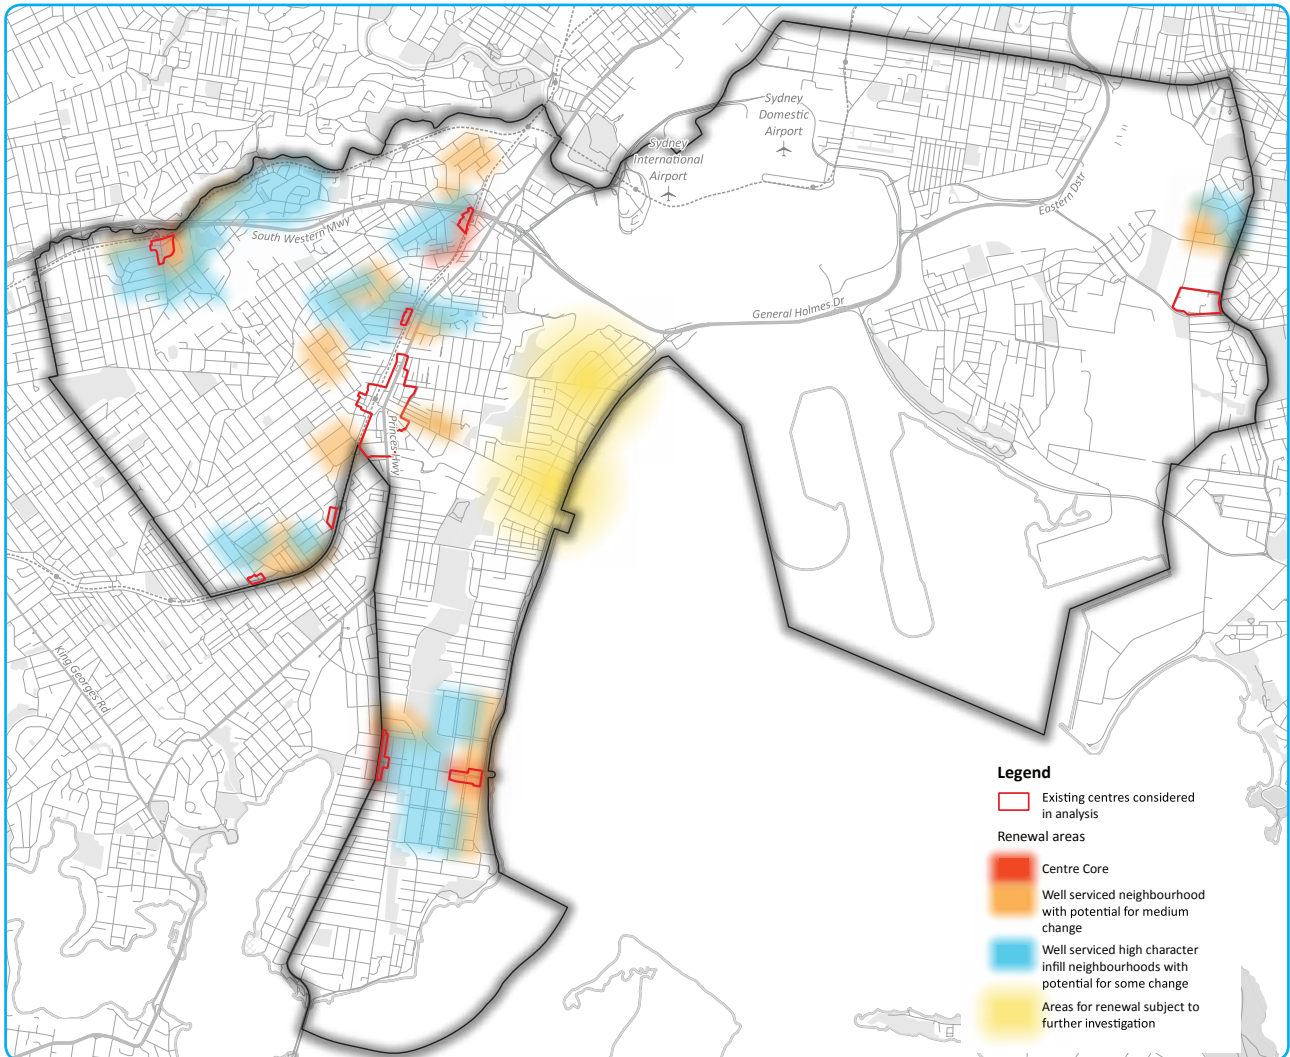 Sydney
Domestic
Airport
Sydney
International
Airport
South Western Mwy
Eastern Dstr
General Holmes Dr
Princes Hwy
King Georges Rd
Legend
Existing centres considered
in analysis
Renewal areas
Centre Core
Well serviced neighbourhood
with potential for medium
change
Well serviced high character
infill neighbourhoods with
potential for some change
Areas for renewal subject to
further investigation